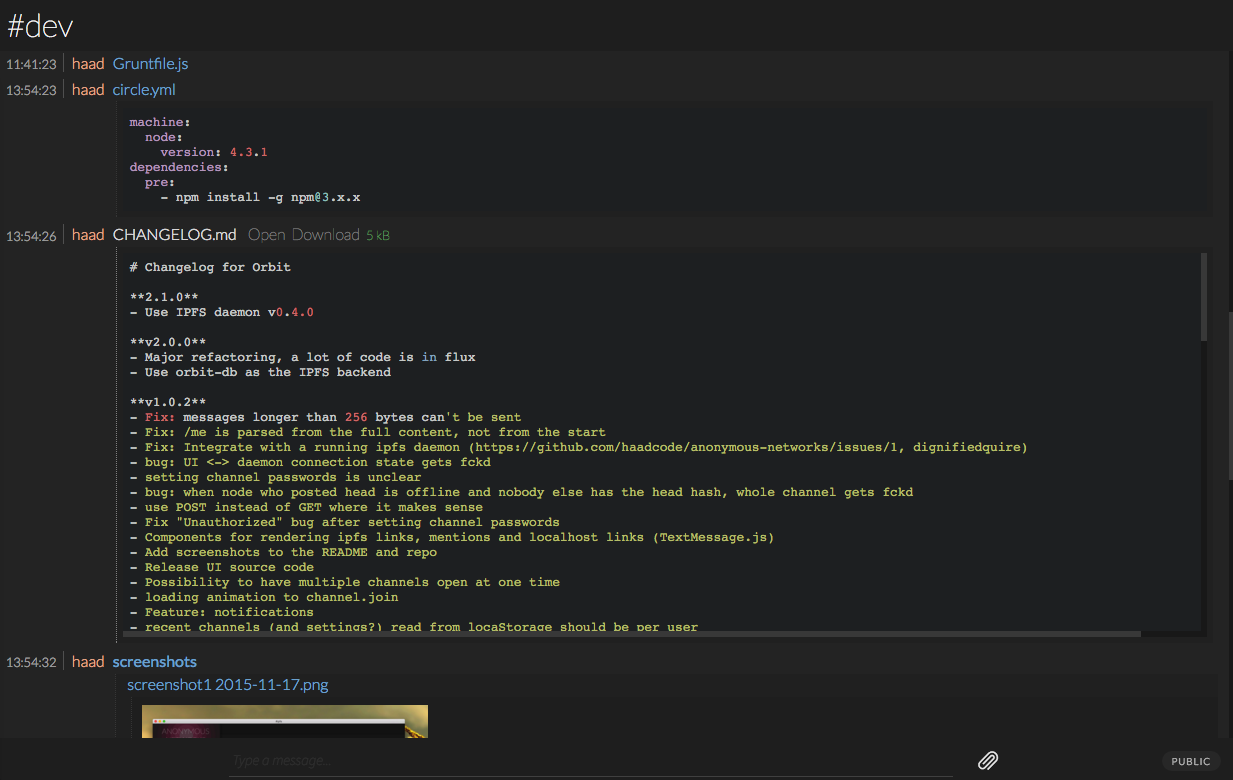 #dev
11:41:23 haad Gruntfile.js
13:54:23 haad circle.yml
machine:
node:
version: 4.3.1
dependencies:
pre:
- npm install -g npm@3.x.x
13:54:26 haad CHANGELOG.md Open Download 5 kB
# Changelog for Orbit
**2.1.0**
- Use IPFS daemon v0.4.0
**v2.0.0**
- Major refactoring, a lot of code is in flux
- Use orbit-db as the IPFS backend
**v1.0.2**
- Fix: messages longer than 256 bytes can't be sent
- Fix: /me is parsed from the full content, not from the start
- Fix: Integrate with a running ipfs daemon (https://github.com/haadcode/anonymous-networks/issues/1, dignifiedquire)
- bug: UI <-> daemon connection state gets fckd
- setting channel passwords is unclear
- bug: when node who posted head is offline and nobody else has the head hash, whole channel gets fckd
- use POST instead of GET where it makes sense
- Fix "Unauthorized" bug after setting channel passwords
- Components for rendering ipfs links, mentions and localhost links (TextMessage.js)
- Add screenshots to the README and repo
- Release UI source code
- Possibility to have multiple channels open at one time
- loading animation to channel.join
- Feature: notifications
- recent channels (and settings?) read from locaStorage should be per user
13:54:32 haad screenshots
screenshot1 2015-11-17.png
ANONYMOUS
Type a message...
PUBLIC